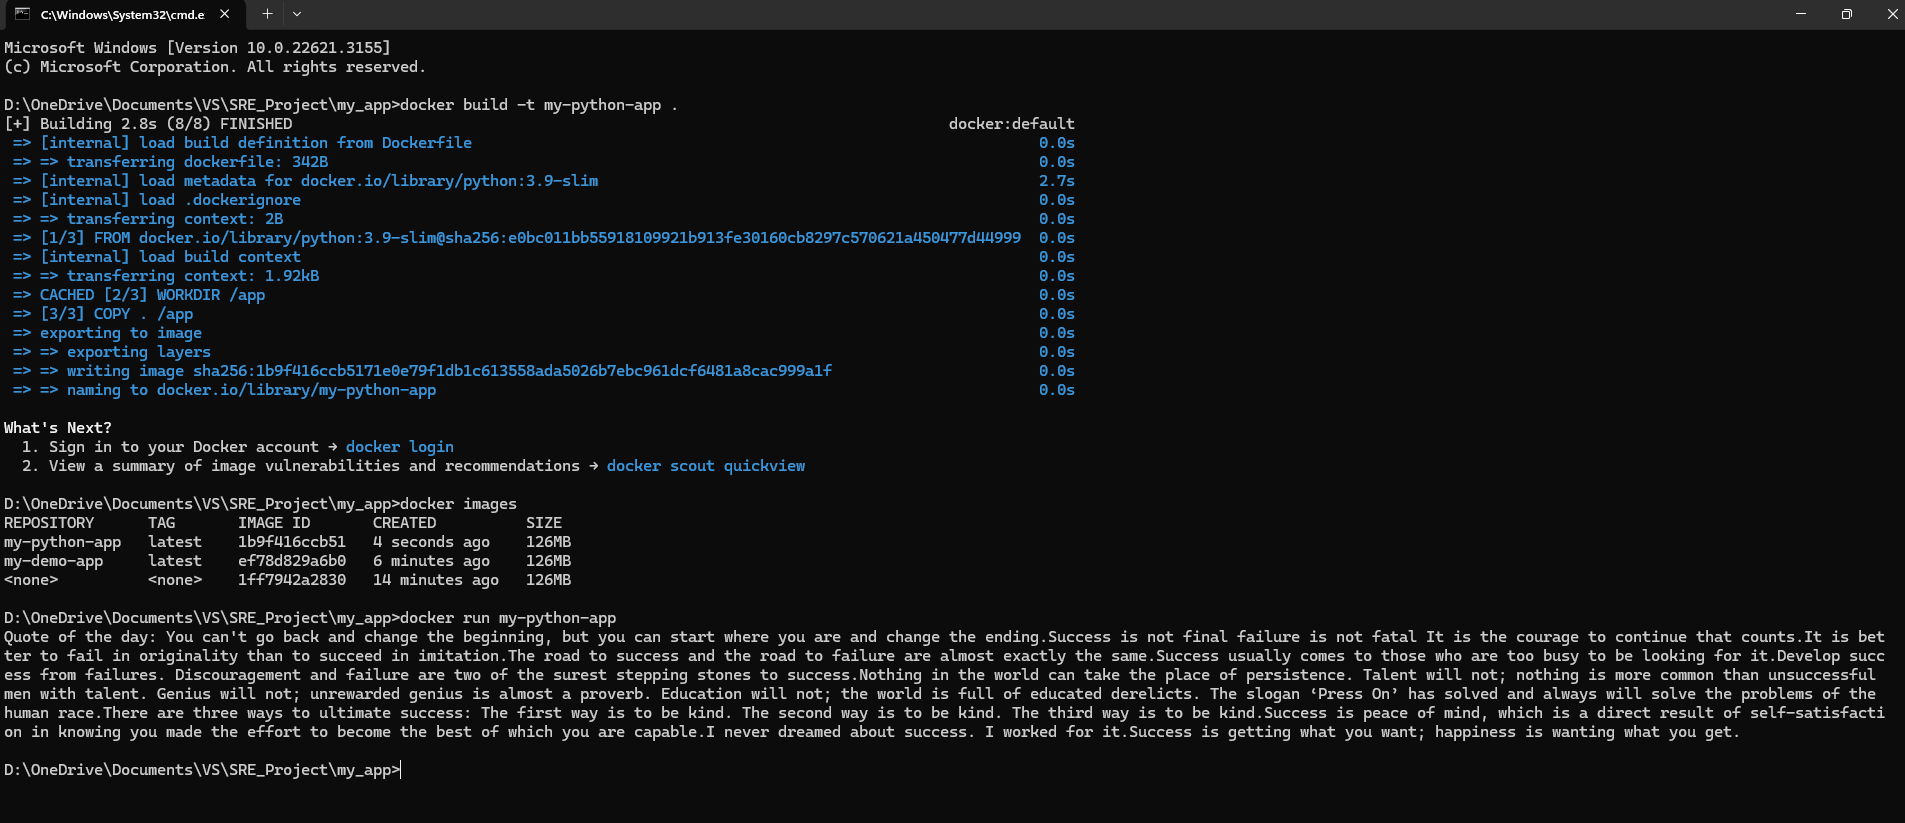 C:\Windows\System32\cmd.e
Microsoft Windows [Version 10.0.22621.3155]
(c) Microsoft Corporation. All rights reserved.
D:\OneDrive\Documents\VS\SRE_Project\my_app>docker build -t my-python-app .
[+] Building 2.8s (8/8) FINISHED docker:default
=> [internal] load build definition from Dockerfile 0.0s
=> => transferring dockerfile: 342B 0.0s
=> [internal] load metadata for docker.io/library/python:3.9-slim 2.7s
=> [internal] load .dockerignore 0.0s
=> => transferring context: 2B 0.0s
=> [1/3] FROM docker.io/library/python:3.9-slim@sha256:e0bc011bb55918109921b913fe30160cb8297c570621a450477d44999 0.0s
=> [internal] load build context 0.0s
=> => transferring context: 1.92kB 0.0s
=> CACHED [2/3] WORKDIR /app 0.0s
=> [3/3] COPY . /app 0.0s
=> exporting to image 0.0s
=> => exporting layers 0.0s
=> => writing image sha256:1b9f416ccb5171e0e79f1db1c613558ada5026b7ebc961dcf6481a8cac999a1f 0.0s
=> => naming to docker.io/library/my-python-app 0.0s
What's Next?
1. Sign in to your Docker account → docker login
2. View a summary of image vulnerabilities and recommendations → docker scout quickview
D:\OneDrive\Documents\VS\SRE_Project\my_app>docker images
REPOSITORY TAG IMAGE ID CREATED SIZE
my-python-app latest 1b9f416ccb51 4 seconds ago 126MB
my-demo-app latest ef78d829a6b0 6 minutes ago 126MB
<none> <none> 1ff7942a2830 14 minutes ago 126MB
D:\OneDrive\Documents\VS\SRE_Project\my_app>docker run my-python-app
Quote of the day: You can't go back and change the beginning, but you can start where you are and change the ending.Success is not final failure is not fatal It is the courage to continue that counts.It is bet
ter to fail in originality than to succeed in imitation.The road to success and the road to failure are almost exactly the same.Success usually comes to those who are too busy to be looking for it.Develop succ
ess from failures. Discouragement and failure are two of the surest stepping stones to success.Nothing in the world can take the place of persistence. Talent will not; nothing is more common than unsuccessful
men with talent. Genius will not; unrewarded genius is almost a proverb. Education will not; the world is full of educated derelicts. The slogan ‘Press On’ has solved and always will solve the problems of the
human race.There are three ways to ultimate success: The first way is to be kind. The second way is to be kind. The third way is to be kind.Success is peace of mind, which is a direct result of self-satisfacti
on in knowing you made the effort to become the best of which you are capable.I never dreamed about success. I worked for it.Success is getting what you want; happiness is wanting what you get.
D:\OneDrive\Documents\VS\SRE_Project\my_app>